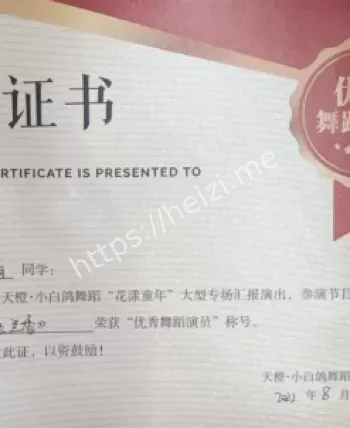 证书
优
舞蹈
CERTIFICATE IS PRESENTED TO
同学:
天橙·小白鸽舞蹈“花漾童年”大型专场汇报演出,参演节目
荣获“优秀舞蹈演员”称号。
此证,以资鼓励!
天橙·小白鸽舞蹈
2022 年 8 月
https://heizi.me